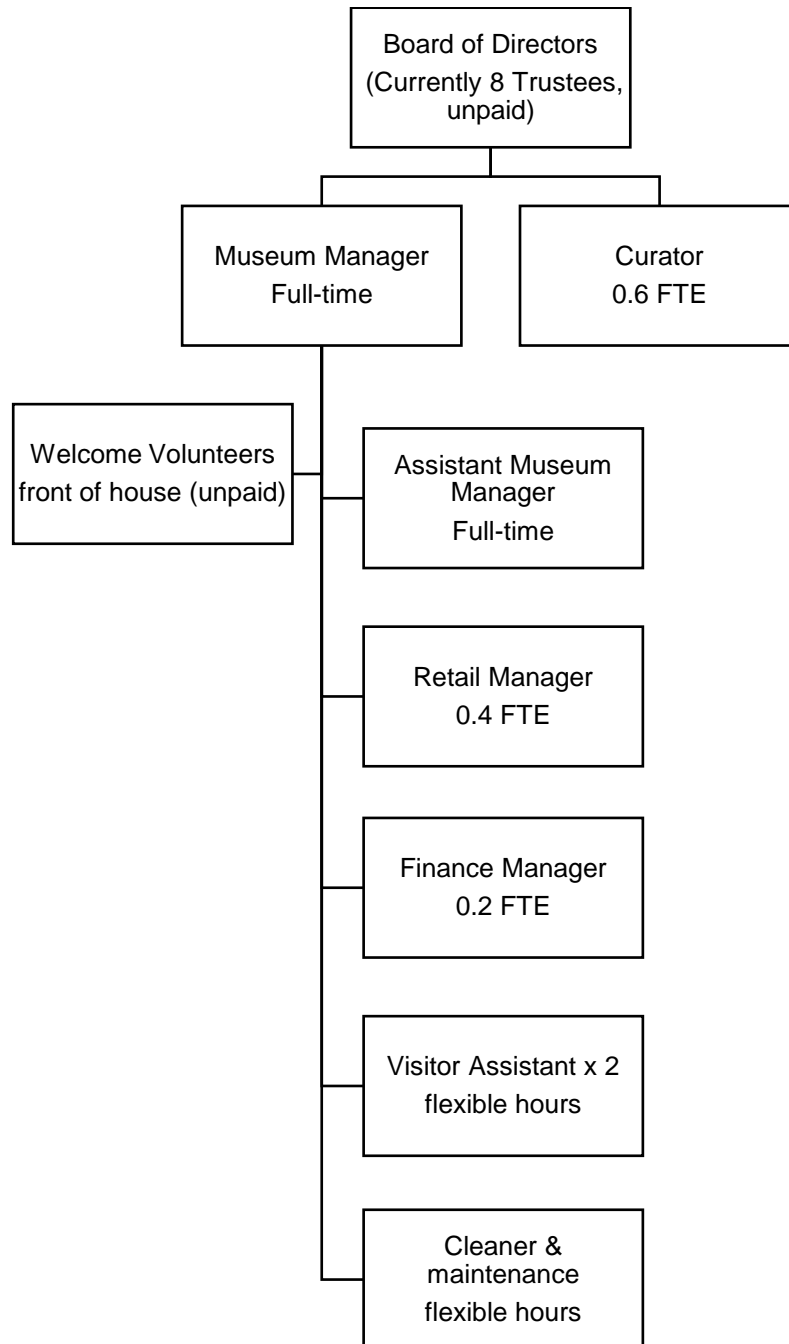 Board of Directors
(Currently 8 Trustees,
unpaid)
Museum Manager
Full-time
Curator
0.6 FTE
Welcome Volunteers
front of house (unpaid)
Assistant Museum
Manager
Full-time
Retail Manager
0.4 FTE
Finance Manager
0.2 FTE
Visitor Assistant x 2
flexible hours
Cleaner &
maintenance
flexible hours